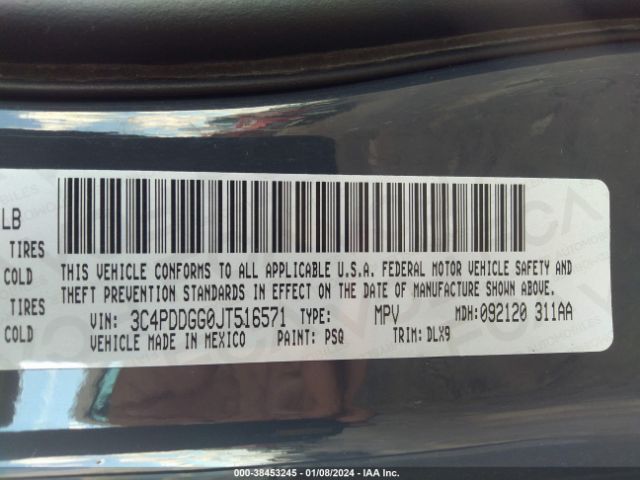 LB
TIRES
COLD
TIRES
COLD
THIS VEHICLE CONFORMS TO ALL APPLICABLE U.S.A. FEDERAL MOTOR VEHICLE SAFETY AND
THEFT PREVENTION STANDARDS IN EFFECT ON THE DATE OF MANUFACTURE SHOWN ABOVE.
VIN: 3C4PDDGG0JT516571 TYPE: MPV MDH: 092120 311AA
VEHICLE MADE IN MEXICO PAINT: PSQ TRIM: DLX9
000-38453245 - 01/08/2024 - IAA Inc.